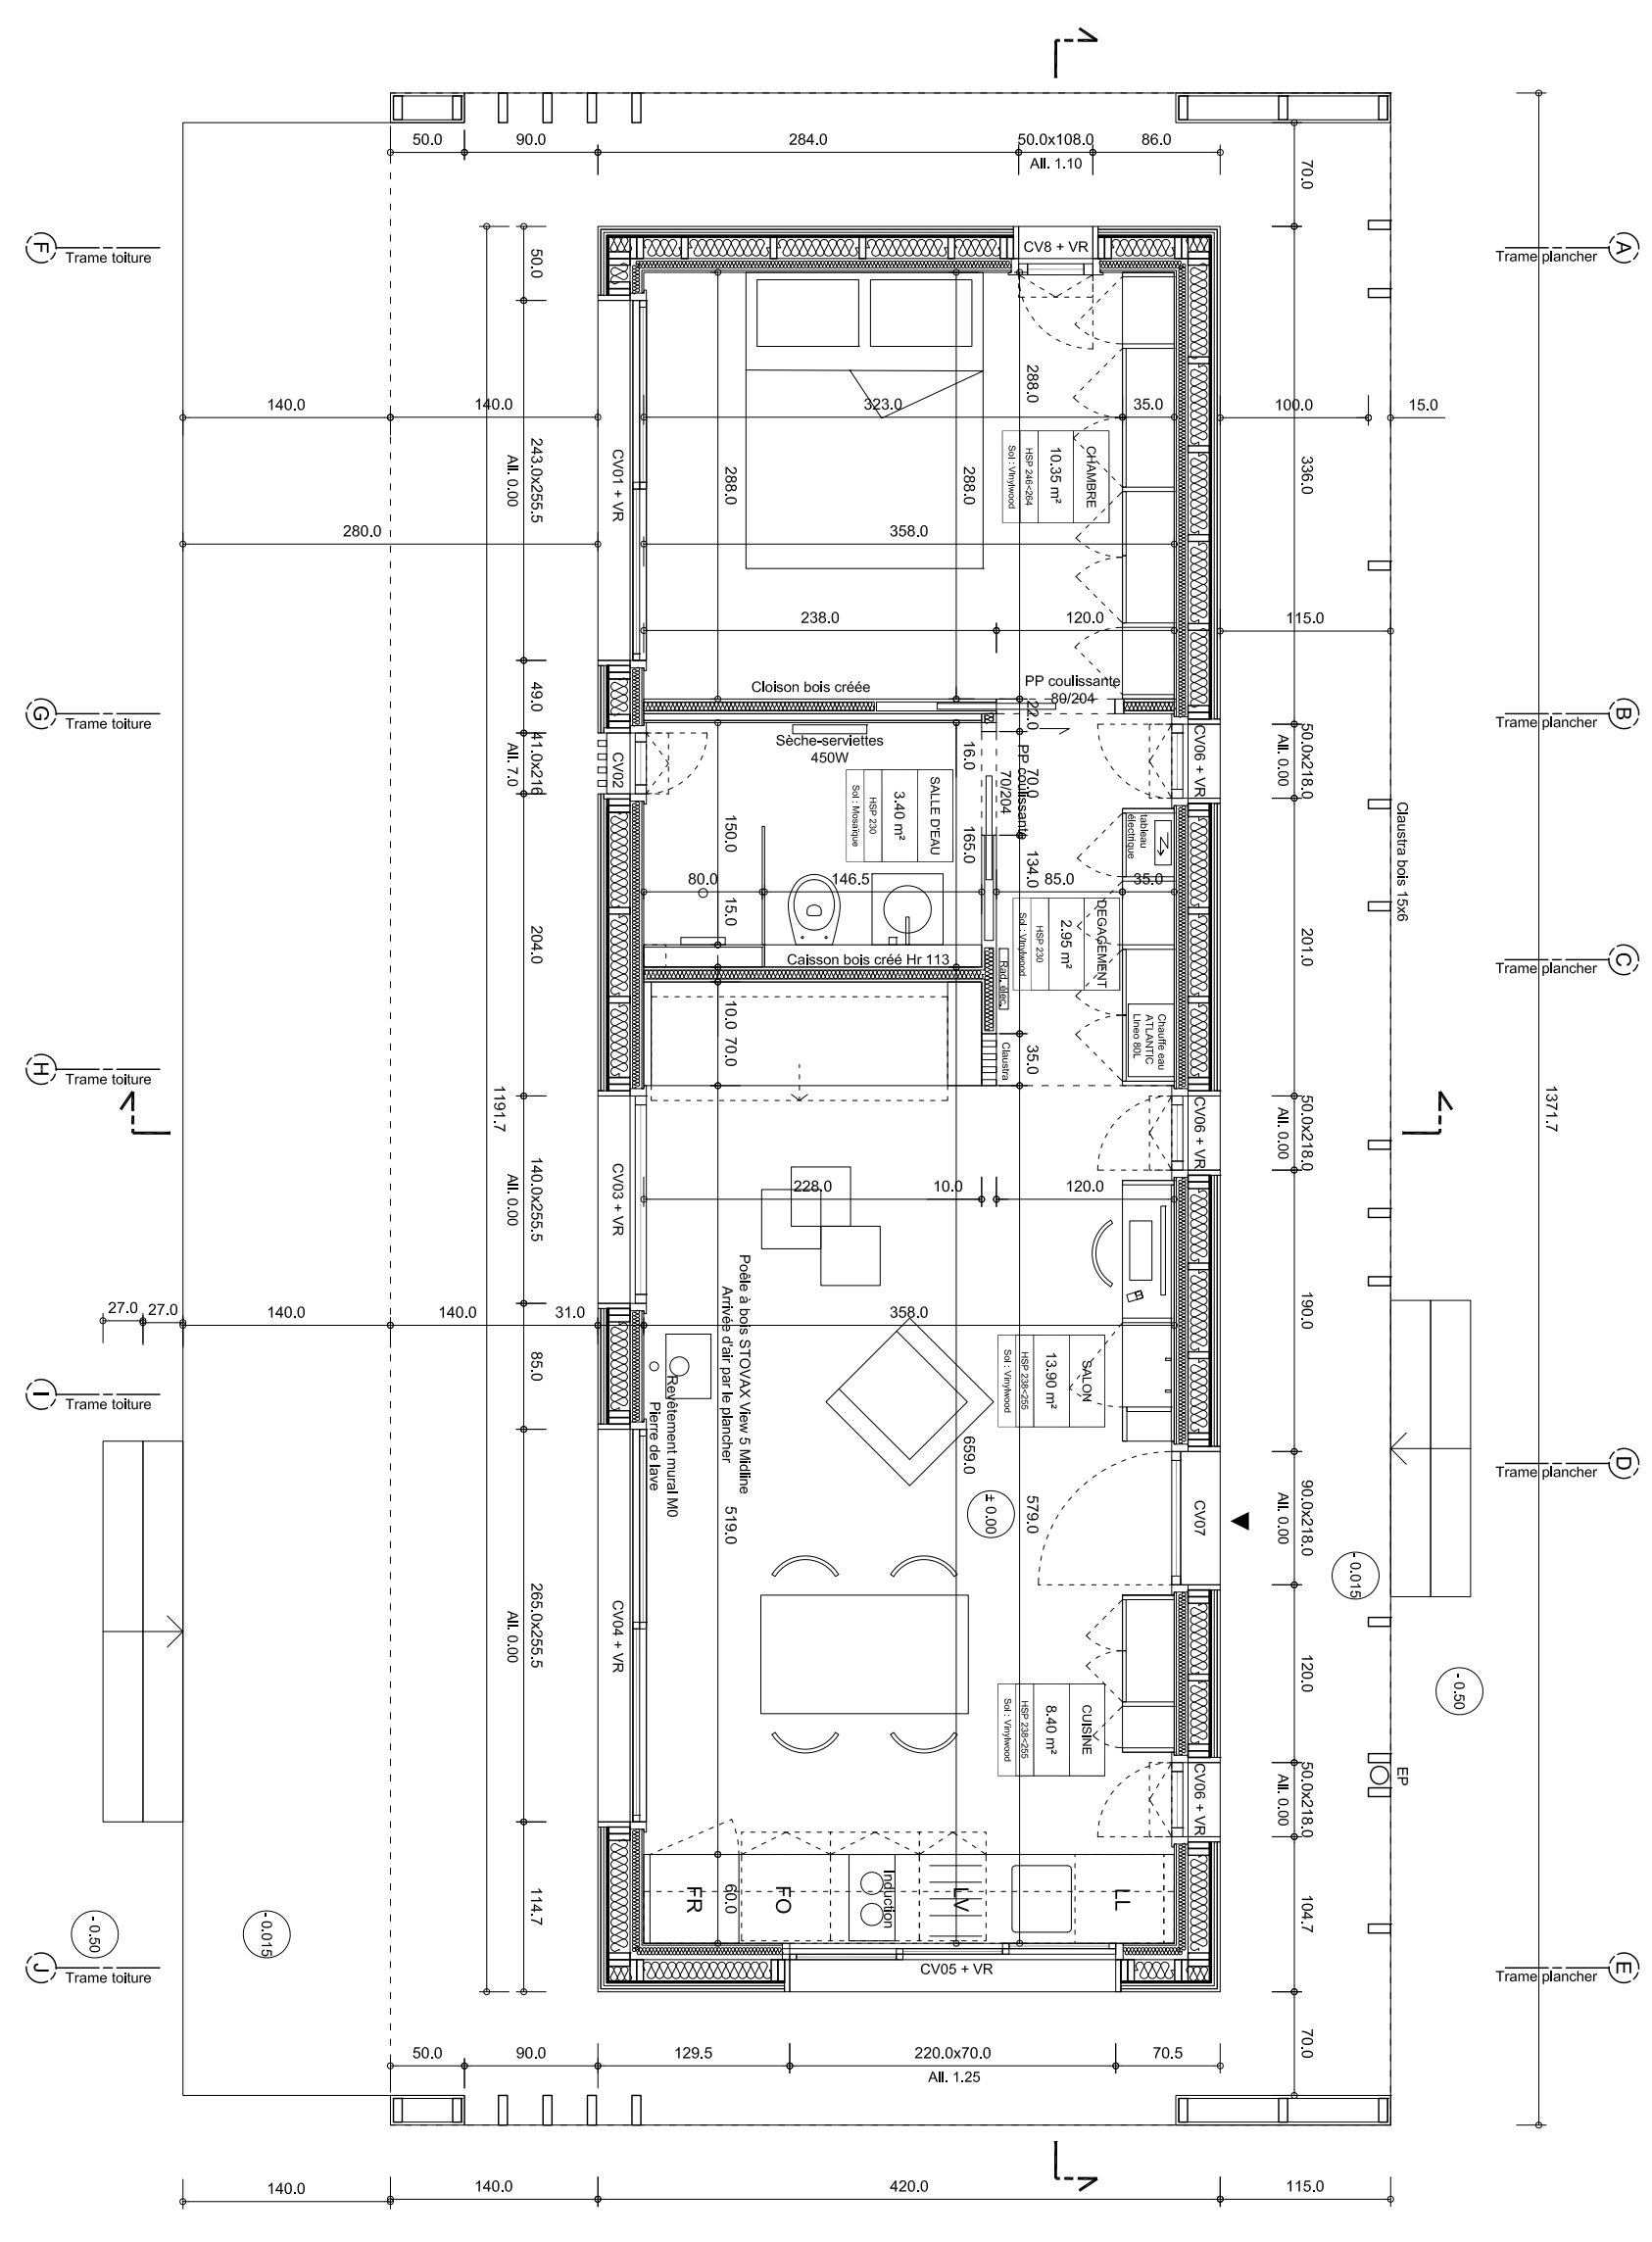 50.0
90.0
284.0
50.0x108.0
All. 1.10
86.0
70.0
F
Trame toiture
A
Trame plancher
50.0
CV8 + VR
140.0
140.0
323.0
35.0
100.0
15.0
288.0
243.0x255.5
All. 0.00
CV01 + VR
288.0
288.0
CHAMBRE
10.35 m²
HSP 246<264
Sol : Vinylwood
336.0
280.0
358.0
238.0
120.0
115.0
Cloison bois créée
PP coulissante
80/204
49.0
22.0
G
Trame toiture
B
Trame plancher
Sèche-serviettes
450W
41.0x216
All. 7.0
CV02
16.0
70.0
PP coulissante
70/204
CV06 + VR
50.0x218.0
All. 0.00
SALLE D'EAU
3.40 m²
HSP 230
Sol : Mosaïque
150.0
165.0
134.0
tableau
électrique
Claustra bois 15x6
80.0
146.5
85.0
35.0
15.0
204.0
DEGAGEMENT
2.95 m²
HSP 230
Sol : Vinylwood
201.0
Caisson bois créé Hr 113
Rad. élec.
C
Trame plancher
10.0
70.0
Claustra
35.0
Chauffe eau
ATLANTIC
Lineo 80L
H
Trame toiture
1191.7
1371.7
CV06 + VR
50.0x218.0
All. 0.00
140.0x255.5
All. 0.00
CV03 + VR
228.0
10.0
120.0
27.0
27.0
140.0
140.0
31.0
358.0
190.0
Poêle à bois STOVAX View 5 Midline
Arrivée d'air par le plancher
Revêtement mural M0
Pierre de lave
85.0
SALON
13.90 m²
HSP 238<255
Sol : Vinylwood
I
Trame toiture
D
Trame plancher
519.0
659.0
579.0
± 0.00
CV07
90.0x218.0
All. 0.00
- 0.015
265.0x255.5
All. 0.00
CV04 + VR
CUISINE
8.40 m²
HSP 238<255
Sol : Vinylwood
120.0
- 0.50
CV06 + VR
50.0x218.0
All. 0.00
EP
114.7
FR
60.0
FO
Induction
LV
LL
104.7
- 0.50
- 0.015
J
Trame toiture
CV05 + VR
E
Trame plancher
50.0
90.0
129.5
220.0x70.0
All. 1.25
70.5
70.0
140.0
140.0
420.0
115.0